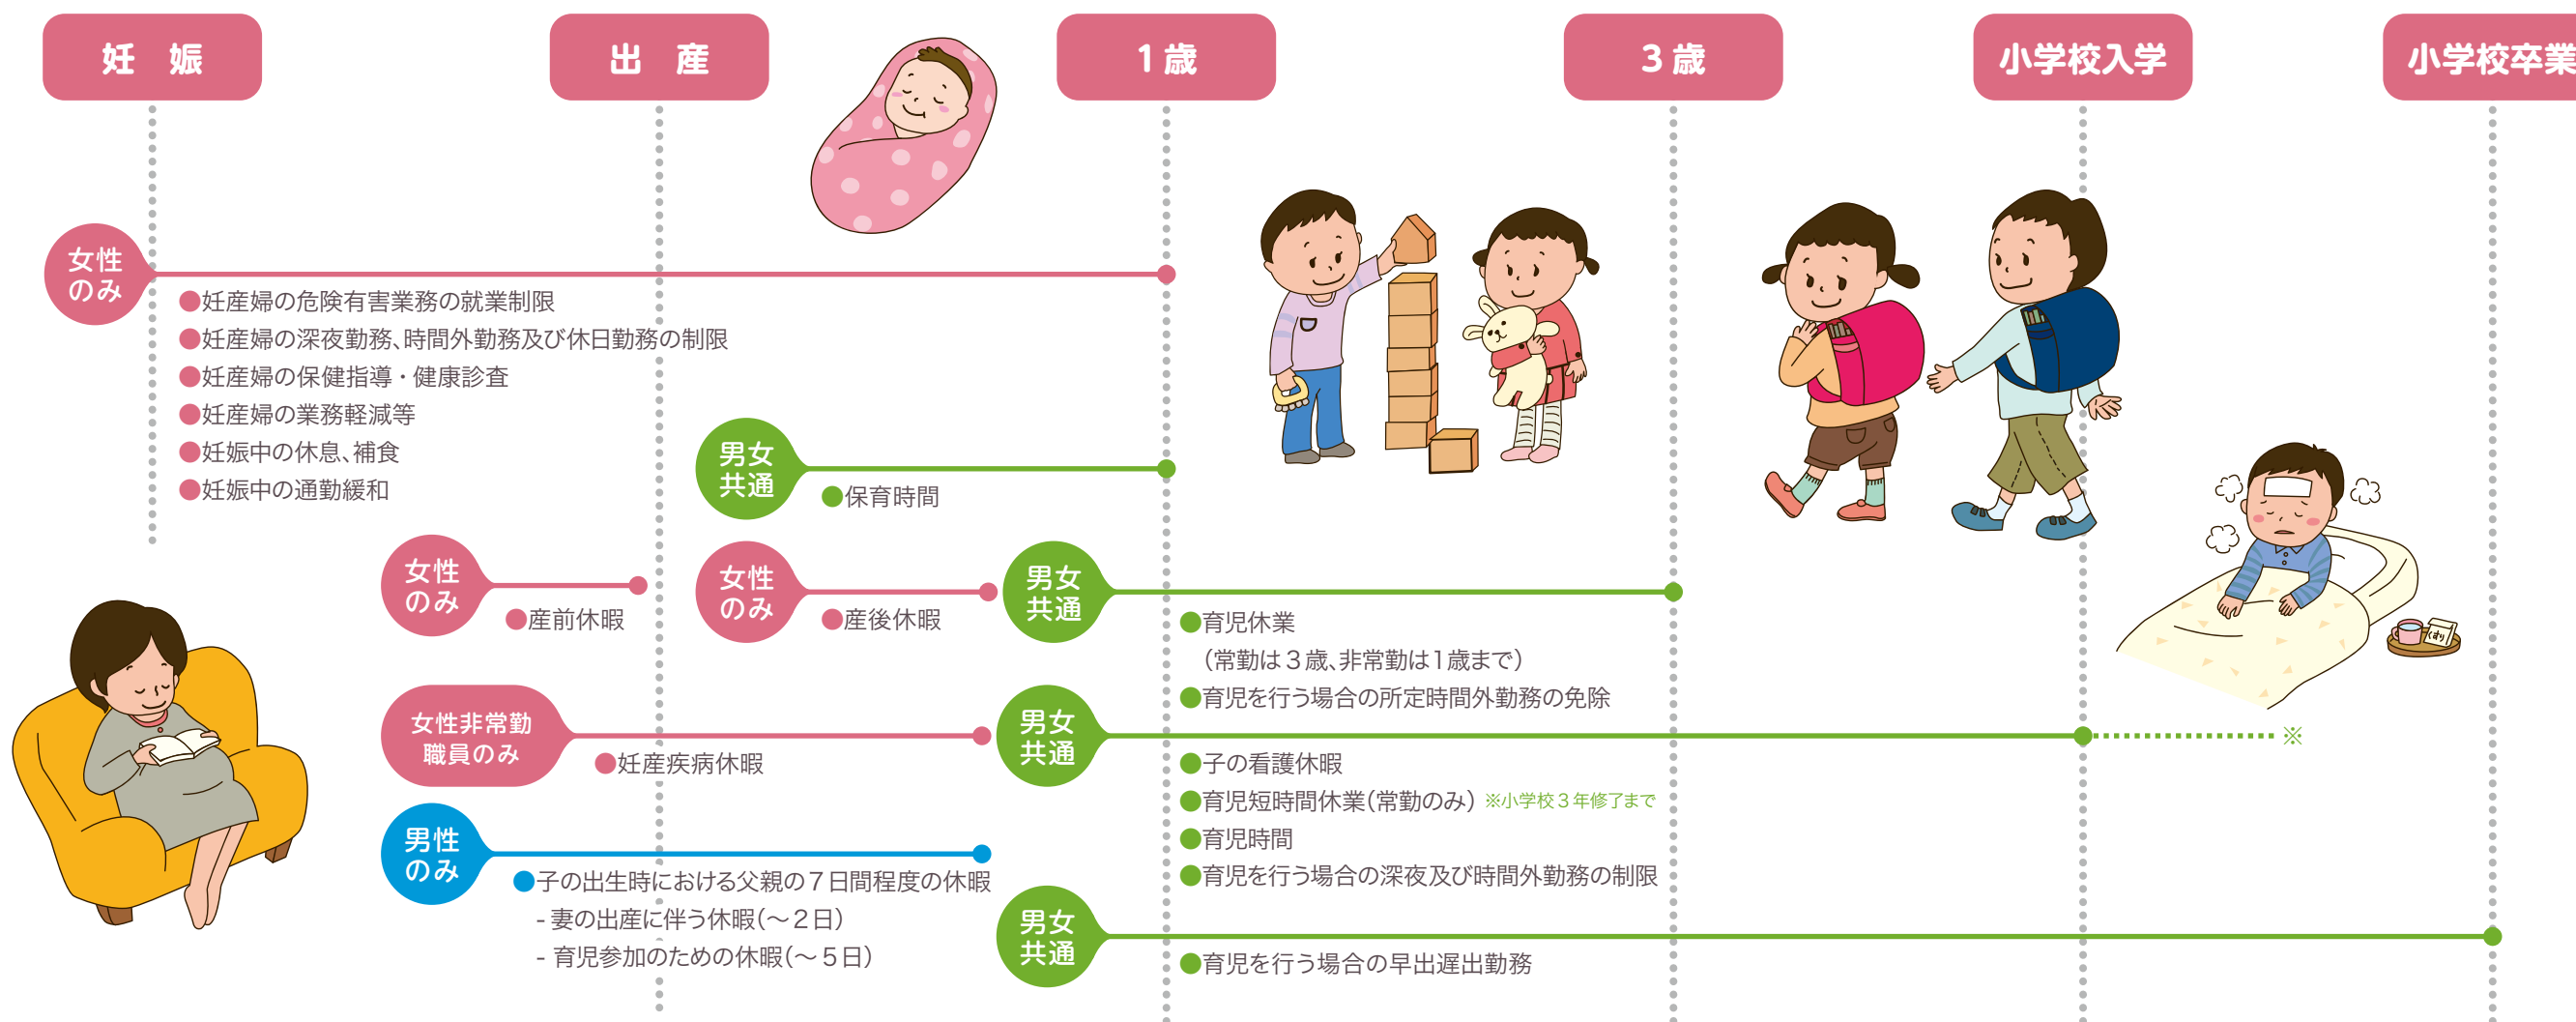 妊　娠
出　産
1歳
3歳
小学校入学
小学校卒業
女性
のみ
●妊産婦の危険有害業務の就業制限
●妊産婦の深夜勤務、時間外勤務及び休日勤務の制限
●妊産婦の保健指導・健康診査
●妊産婦の業務軽減等
●妊娠中の休息、補食
●妊娠中の通勤緩和
男女
共通
●保育時間
女性
のみ
●産前休暇
女性
のみ
●産後休暇
男女
共通
●育児休業
（常勤は３歳、非常勤は1歳まで）
●育児を行う場合の所定時間外勤務の免除
女性非常勤
職員のみ
●妊産疾病休暇
男女
共通
※
●子の看護休暇
●育児短時間休業（常勤のみ） ※小学校３年修了まで
●育児時間
●育児を行う場合の深夜及び時間外勤務の制限
男性
のみ
●子の出生時における父親の７日間程度の休暇
- 妻の出産に伴う休暇（～２日）
- 育児参加のための休暇（～５日）
男女
共通
●育児を行う場合の早出遅出勤務
くすり